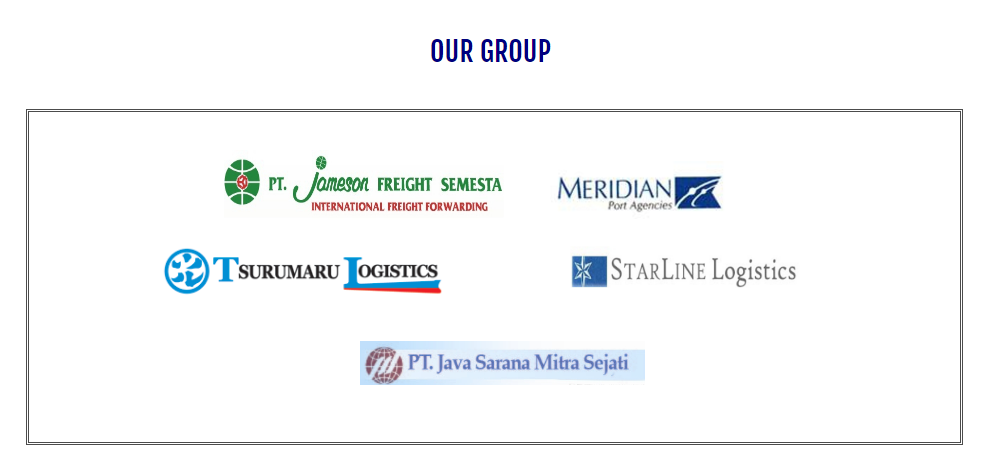 OUR GROUP
PT. Jameson FREIGHT SEMESTA
INTERNATIONAL FREIGHT FORWARDING
MERIDIAN
Port Agencies
TSURUMARU LOGISTICS
STARLINE Logistics
PT. Java Sarana Mitra Sejati